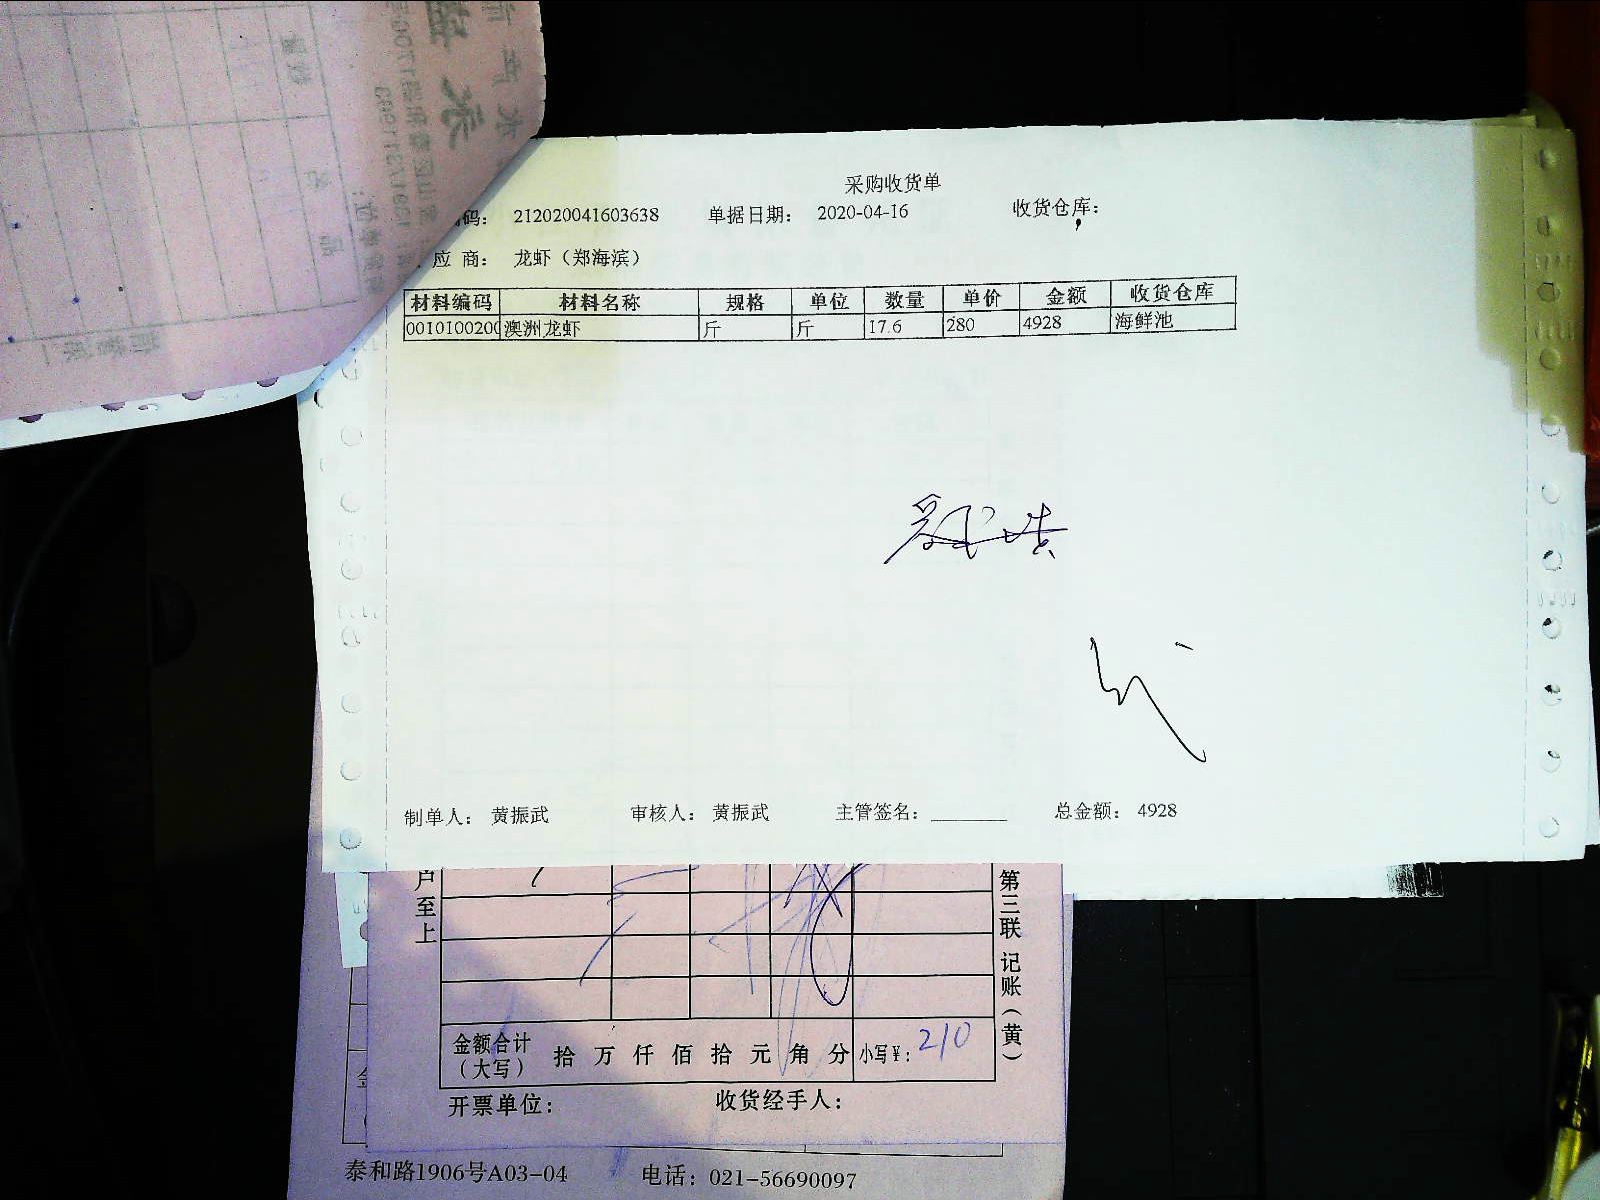 采购收货单
码： 212020041603638 单据日期： 2020-04-16 收货仓库：
应 商： 龙虾（郑海滨）
材料编码 材料名称 规格 单位 数量 单价 金额 收货仓库
0010100200 澳洲龙虾 斤 斤 17.6 280 4928 海鲜池
制单人： 黄振武 审核人： 黄振武 主管签名：________ 总金额： 4928
户至上
第三联 记账（黄）
金额合计（大写） 拾 万 仟 佰 拾 元 角 分 小写￥： 210
开票单位： 收货经手人：
泰和路1906号A03-04 电话：021-56690097